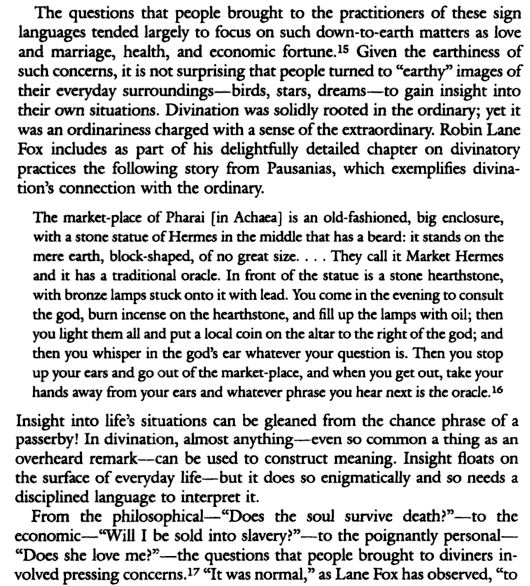 The questions that people brought to the practitioners of these sign
languages tended largely to focus on such down-to-earth matters as love
and marriage, health, and economic fortune.15 Given the earthiness of
such concerns, it is not surprising that people turned to “earthy” images of
their everyday surroundings—birds, stars, dreams—to gain insight into
their own situations. Divination was solidly rooted in the ordinary; yet it
was an ordinariness charged with a sense of the extraordinary. Robin Lane
Fox includes as part of his delightfully detailed chapter on divinatory
practices the following story from Pausanias, which exemplifies divina-
tion’s connection with the ordinary.
The market-place of Pharai [in Achaea] is an old-fashioned, big enclosure,
with a stone statue of Hermes in the middle that has a beard: it stands on the
mere earth, block-shaped, of no great size. . . . They call it Market Hermes
and it has a traditional oracle. In front of the statue is a stone hearthstone,
with bronze lamps stuck onto it with lead. You come in the evening to consult
the god, burn incense on the hearthstone, and fill up the lamps with oil; then
you light them all and put a local coin on the altar to the right of the god; and
then you whisper in the god’s ear whatever your question is. Then you stop
up your ears and go out of the market-place, and when you get out, take your
hands away from your ears and whatever phrase you hear next is the oracle.16
Insight into life’s situations can be gleaned from the chance phrase of a
passerby! In divination, almost anything—even so common a thing as an
overheard remark—can be used to construct meaning. Insight floats on
the surface of everyday life—but it does so enigmatically and so needs a
disciplined language to interpret it.
From the philosophical—“Does the soul survive death?”—to the
economic—“Will I be sold into slavery?”—to the poignantly personal—
“Does she love me?”—the questions that people brought to diviners in-
volved pressing concerns.17 “It was normal,” as Lane Fox has observed, “to